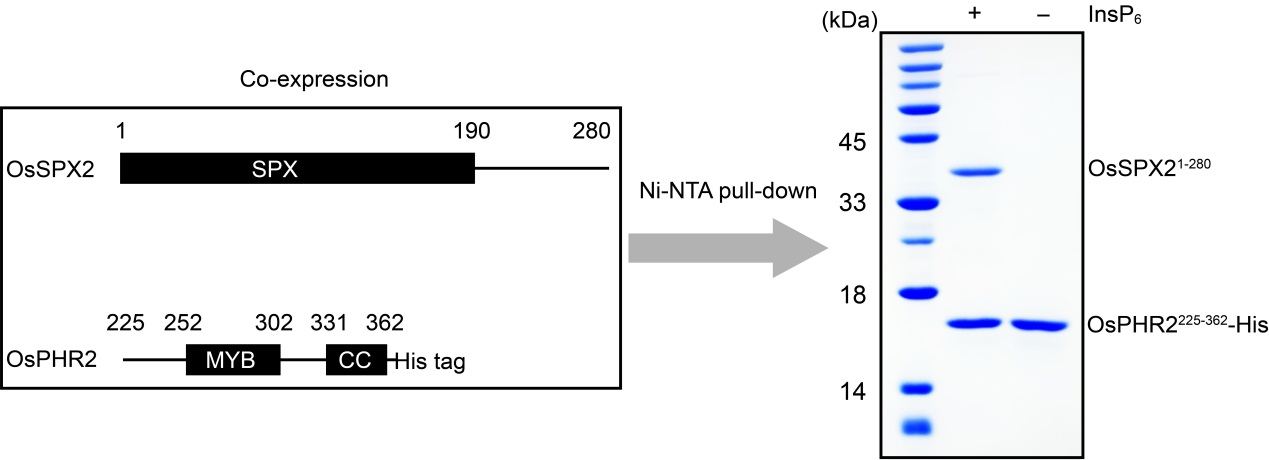 Co-expression
1 190 280
OsSPX2 SPX
225 252 302 331 362
OsPHR2 MYB CC His tag
Ni-NTA pull-down
(kDa) + – InsP₆
45
OsSPX2¹⁻²⁸⁰
33
18
OsPHR2²²⁵⁻³⁶²-His
14